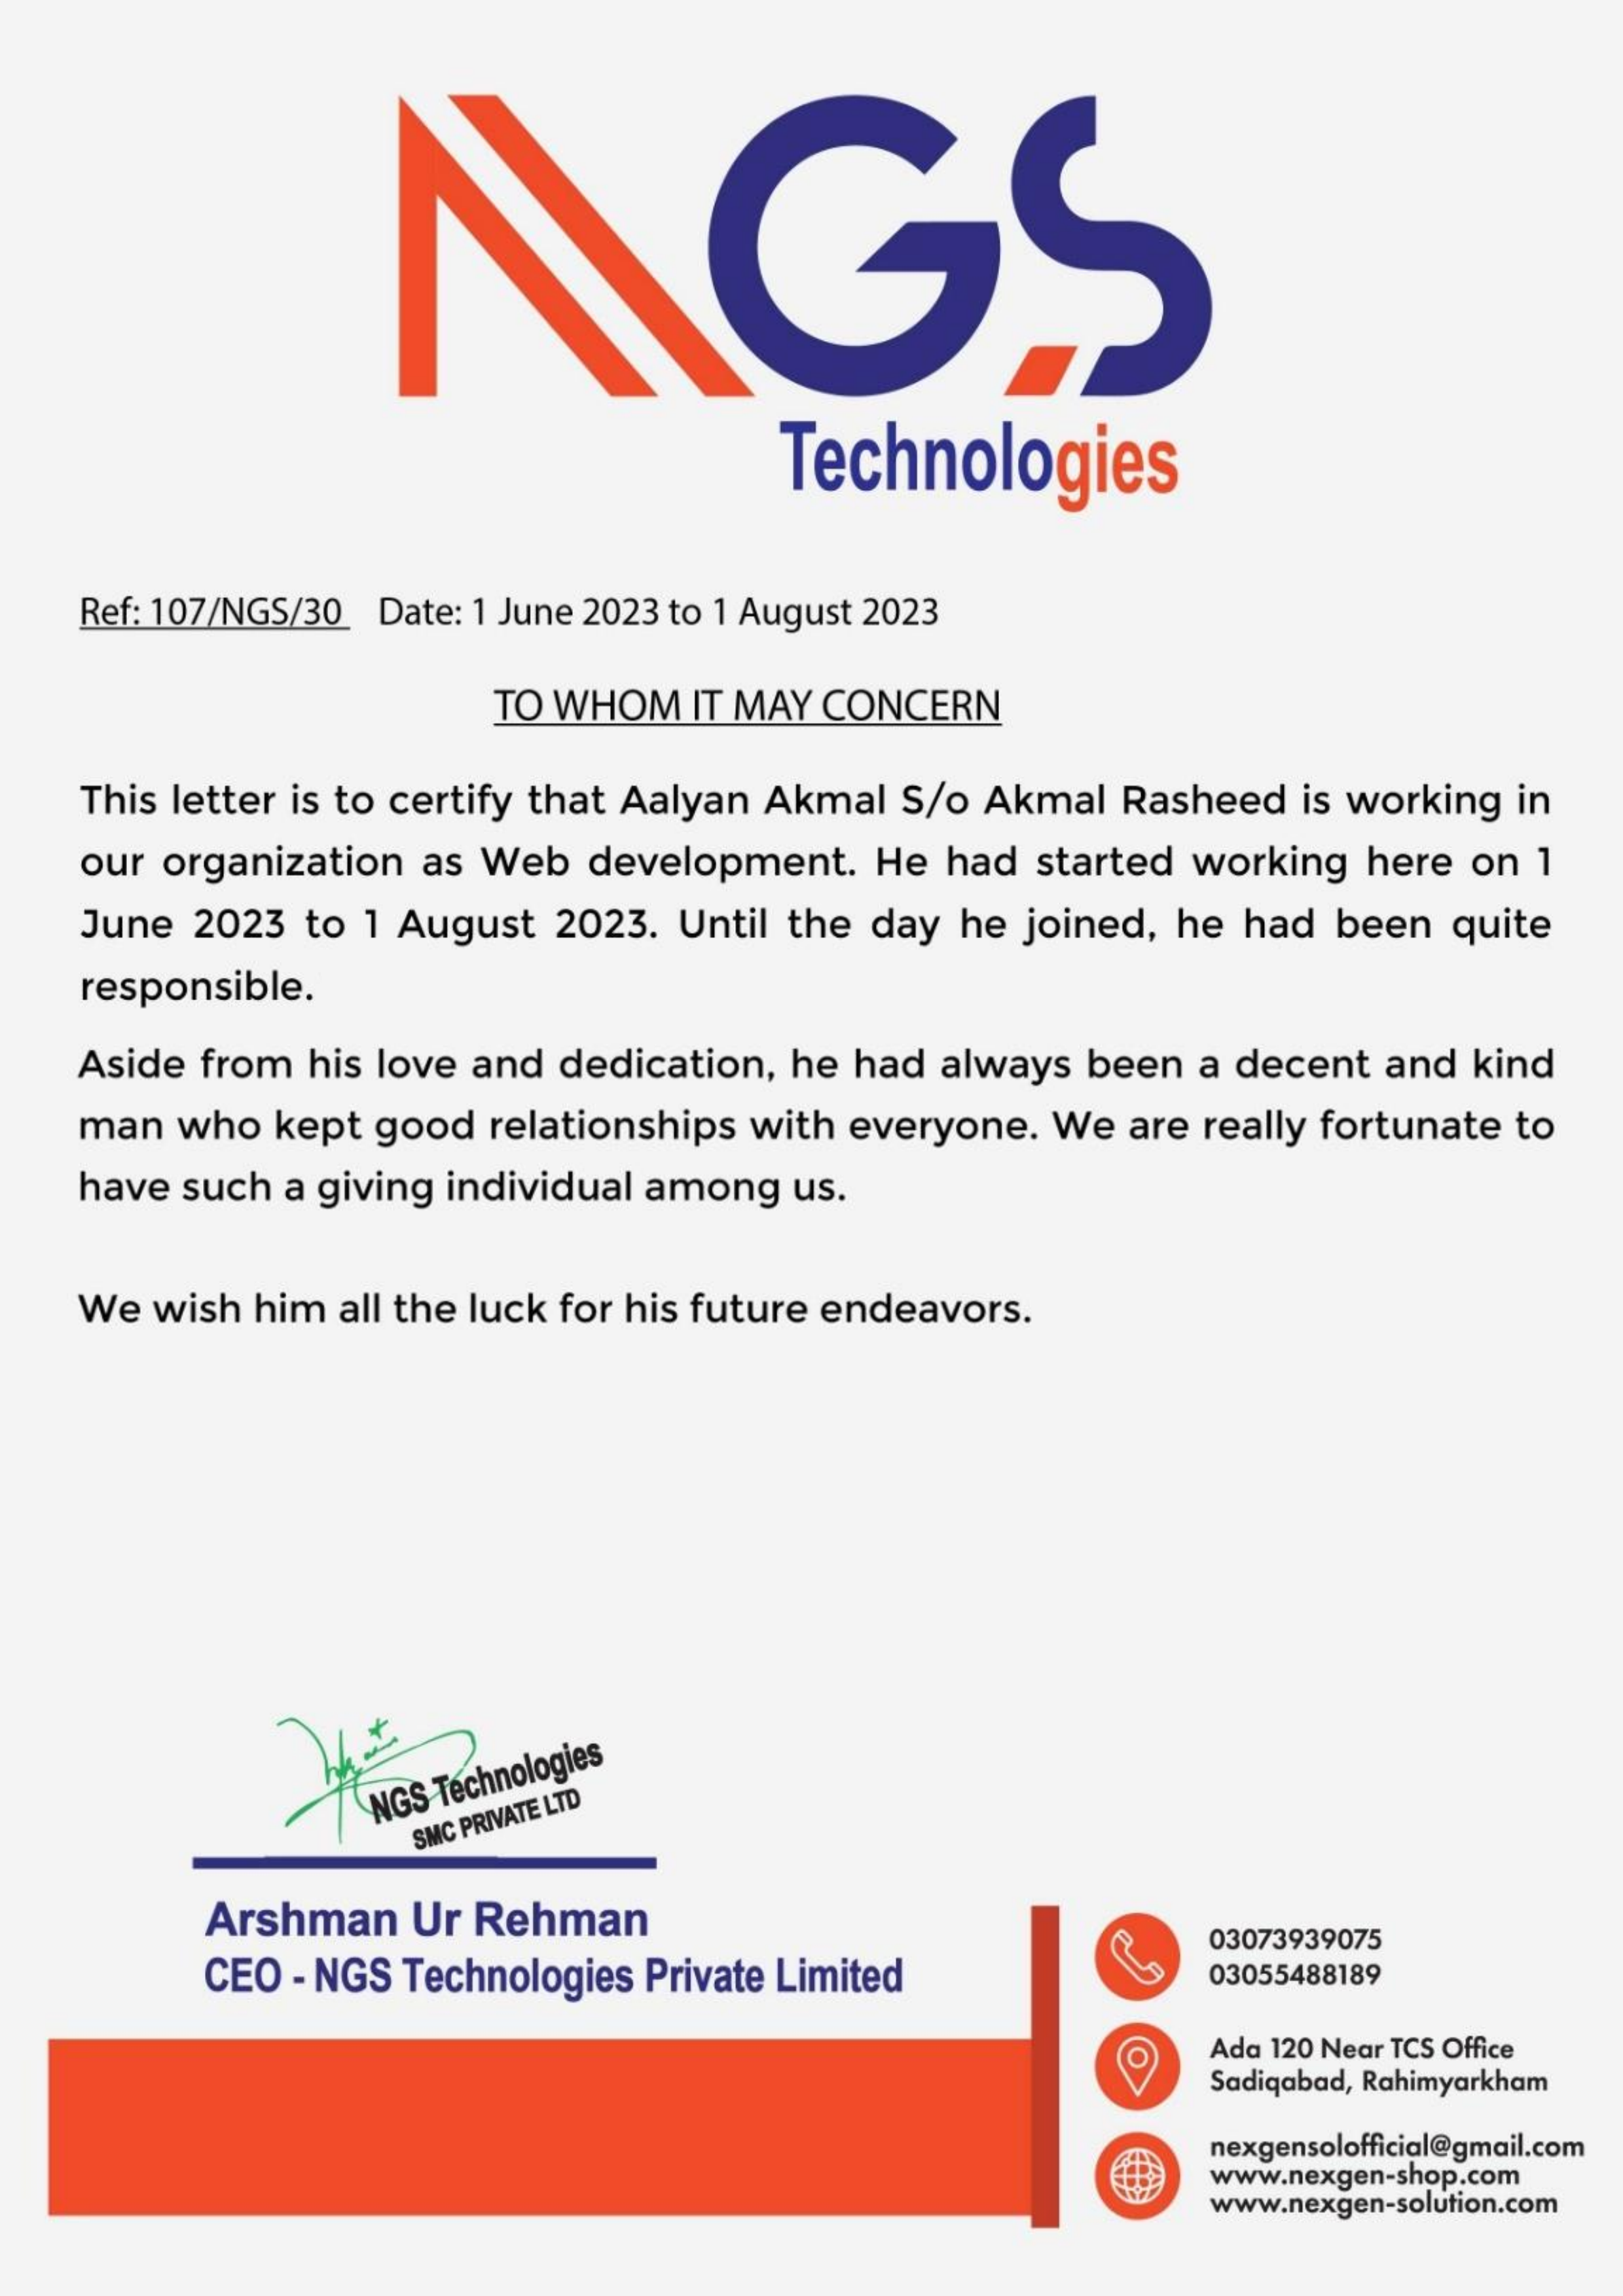 NGS
Technologies
Ref: 107/NGS/30 Date: 1 June 2023 to 1 August 2023
TO WHOM IT MAY CONCERN
This letter is to certify that Aalyan Akmal S/o Akmal Rasheed is working in
our organization as Web development. He had started working here on 1
June 2023 to 1 August 2023. Until the day he joined, he had been quite
responsible.
Aside from his love and dedication, he had always been a decent and kind
man who kept good relationships with everyone. We are really fortunate to
have such a giving individual among us.
We wish him all the luck for his future endeavors.
NGS Technologies
SMC PRIVATE LTD
Arshman Ur Rehman
CEO - NGS Technologies Private Limited
03073939075
03055488189
Ada 120 Near TCS Office
Sadiqabad, Rahimyarkham
nexgensolofficial@gmail.com
www.nexgen-shop.com
www.nexgen-solution.com